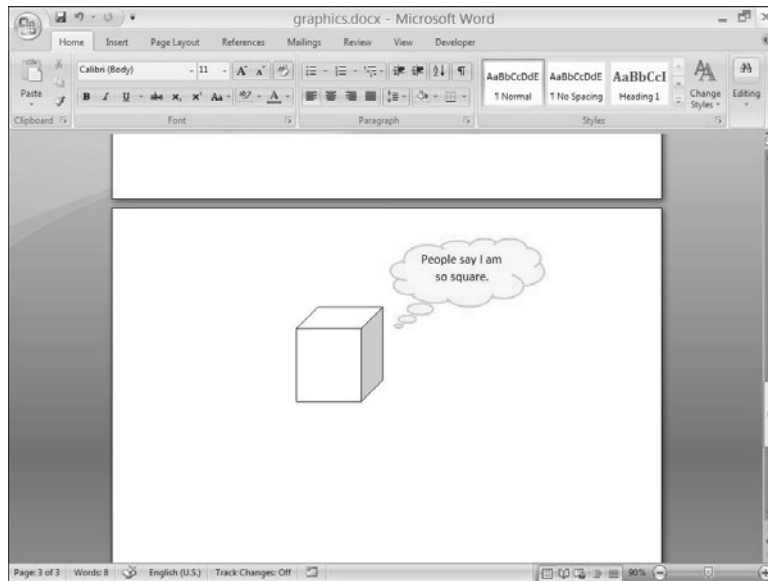 graphics.docx - Microsoft Word
Home Insert Page Layout References Mailings Review View Developer
Calibri (Body) 11
AaBbCcDdE AaBbCcDdE AaBbCcI
Paste
B I U abc x, x' Aa A
¶ Normal ¶ No Spacing Heading 1 Change Styles Editing
Clipboard Font Paragraph Styles
People say I am
so square.
Page: 3 of 3 Words: 8 English (U.S.) Track Changes: Off 90%